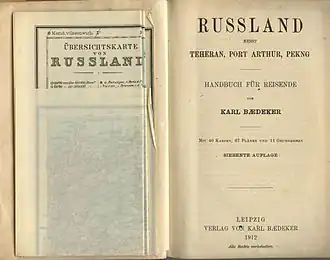 ÜBERSICHTSKARTE
VON
RUSSLAND
RUSSLAND
NEBST
TEHERAN, PORT ARTHUR, PEKING
HANDBUCH FÜR REISENDE
VON
KARL BÆDEKER
MIT 40 KARTEN, 67 PLÄNEN UND 11 GRUNDRISSEN
SIEBENTE AUFLAGE
LEIPZIG
VERLAG VON KARL BÆDEKER
1912
Alle Rechte vorbehalten.